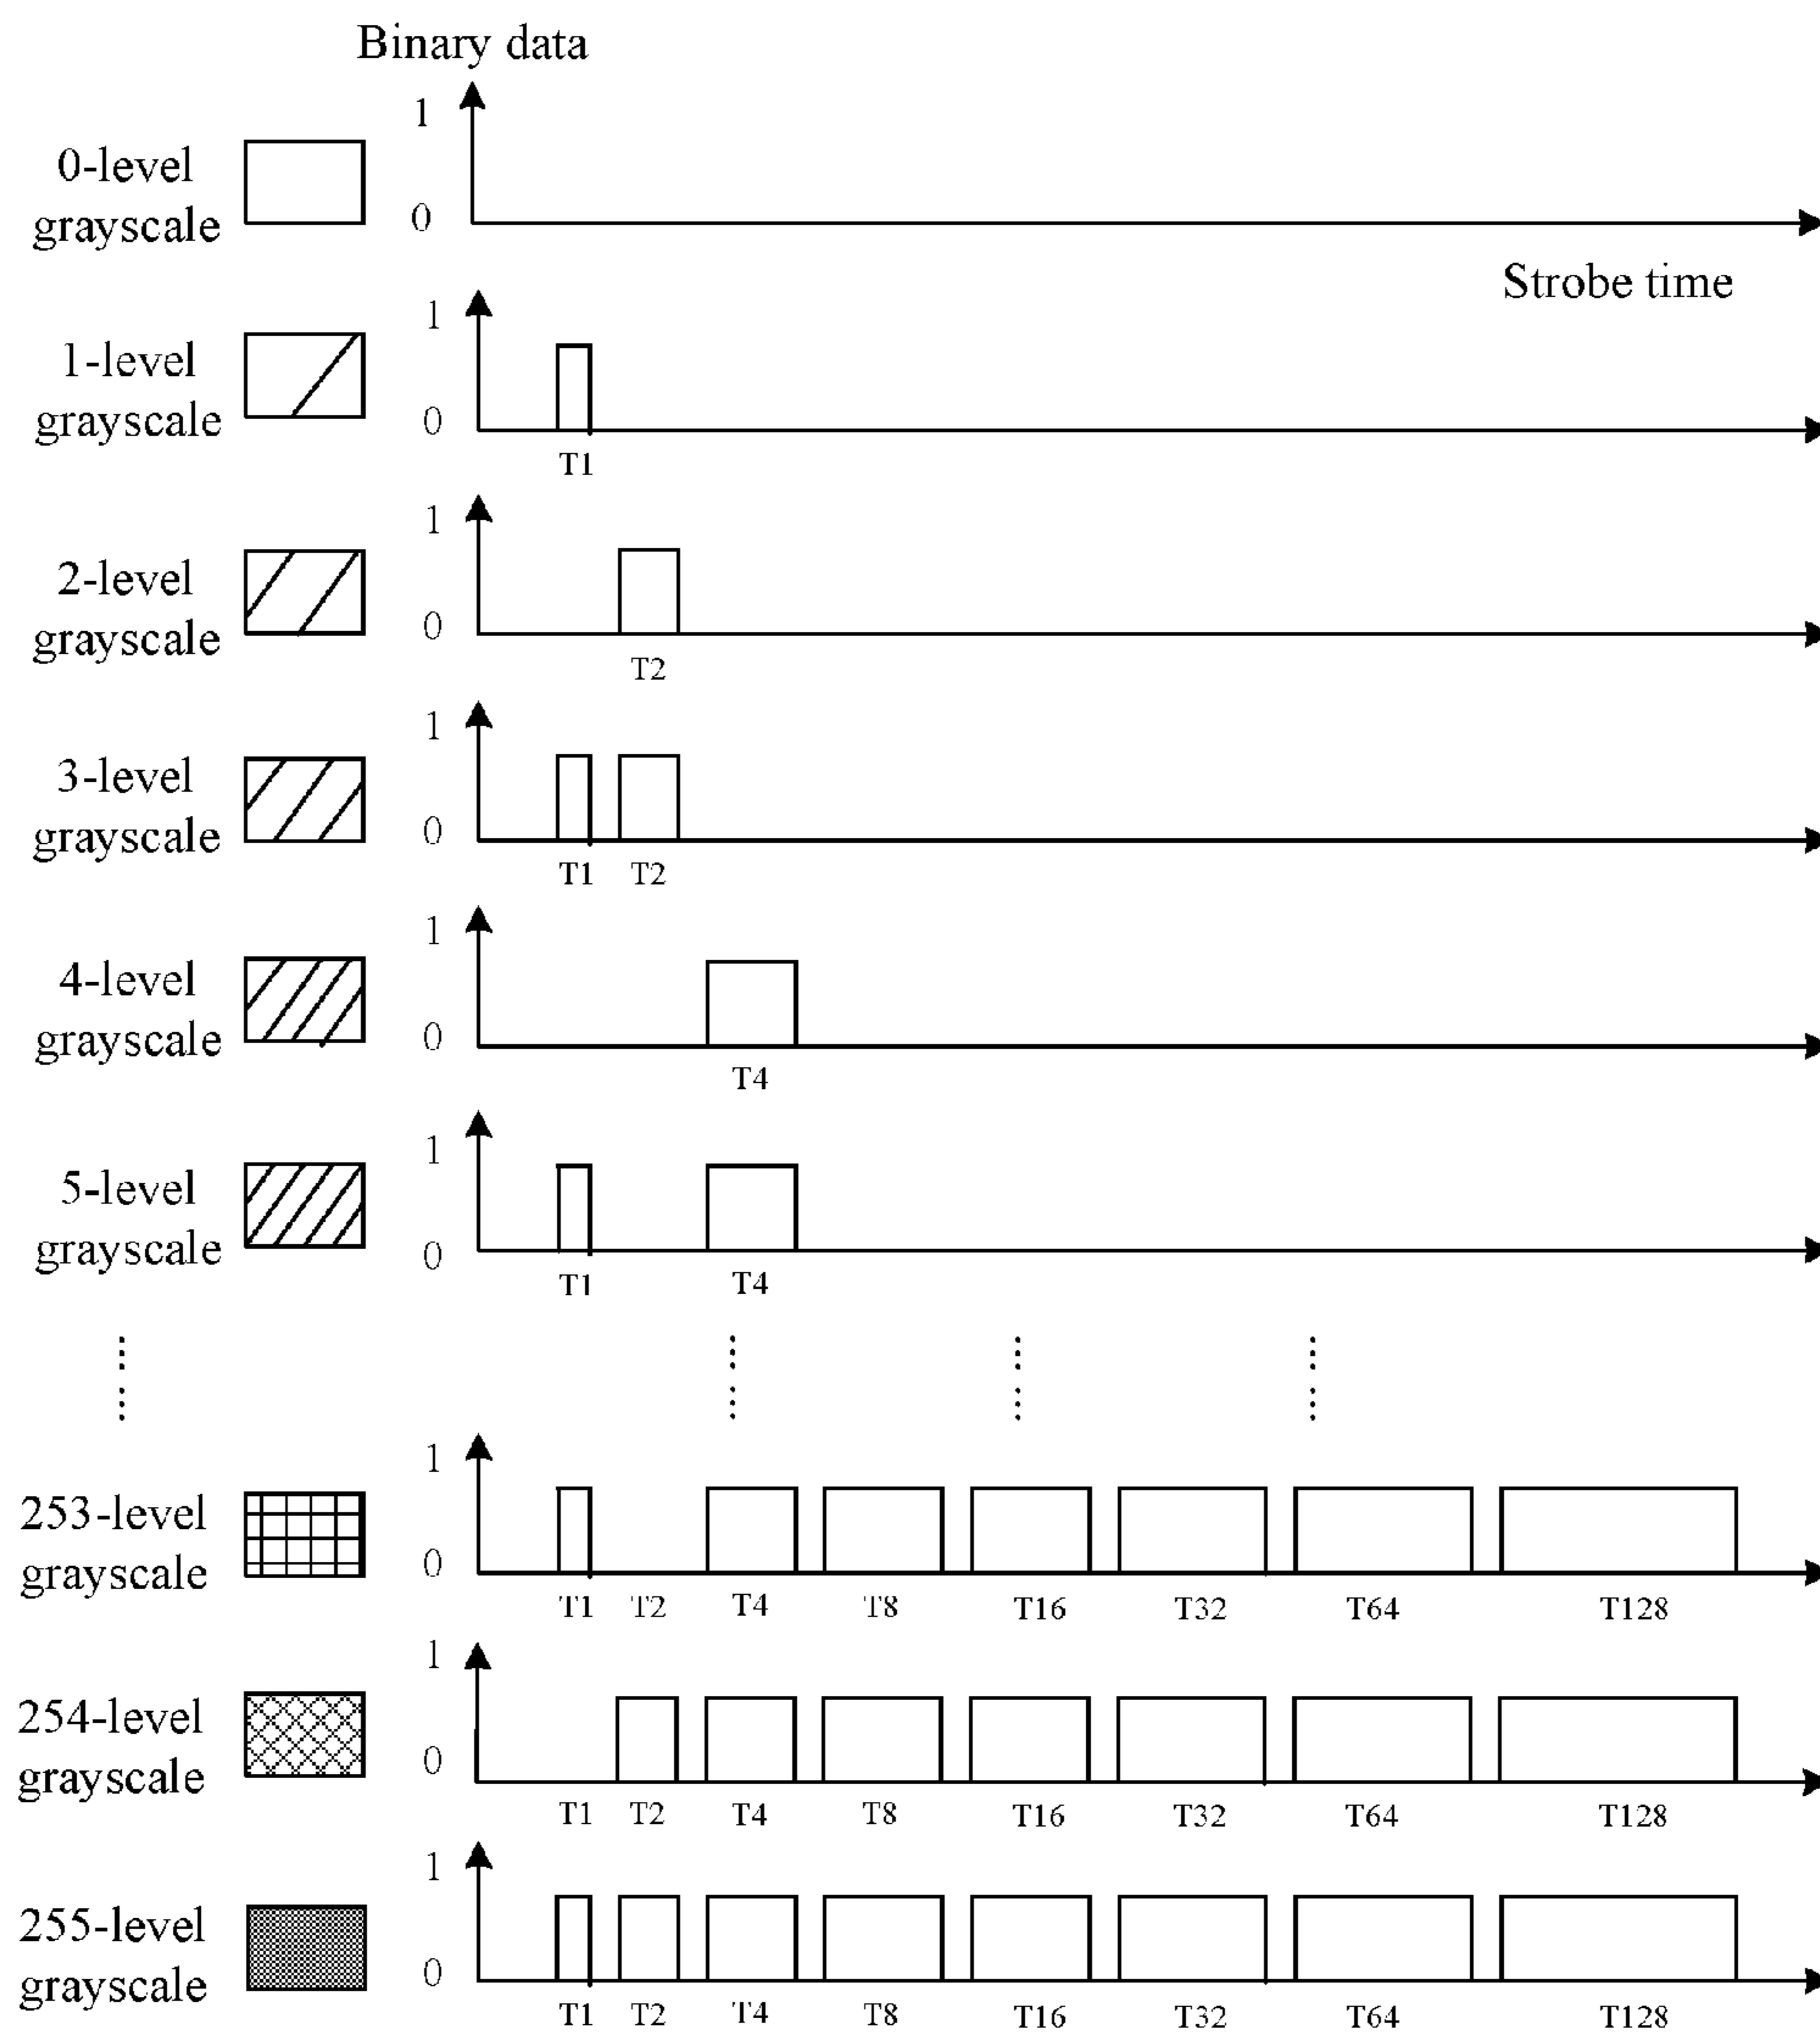 Binary data
1
0-level
grayscale
0
Strobe time
1
1-level
grayscale
0
T1
1
2-level
grayscale
0
T2
1
3-level
grayscale
0
T1 T2
1
4-level
grayscale
0
T4
1
5-level
grayscale
0
T1 T4
1
253-level
grayscale
0
T1 T2 T4 T8 T16 T32 T64 T128
1
254-level
grayscale
0
T1 T2 T4 T8 T16 T32 T64 T128
1
255-level
grayscale
0
T1 T2 T4 T8 T16 T32 T64 T128